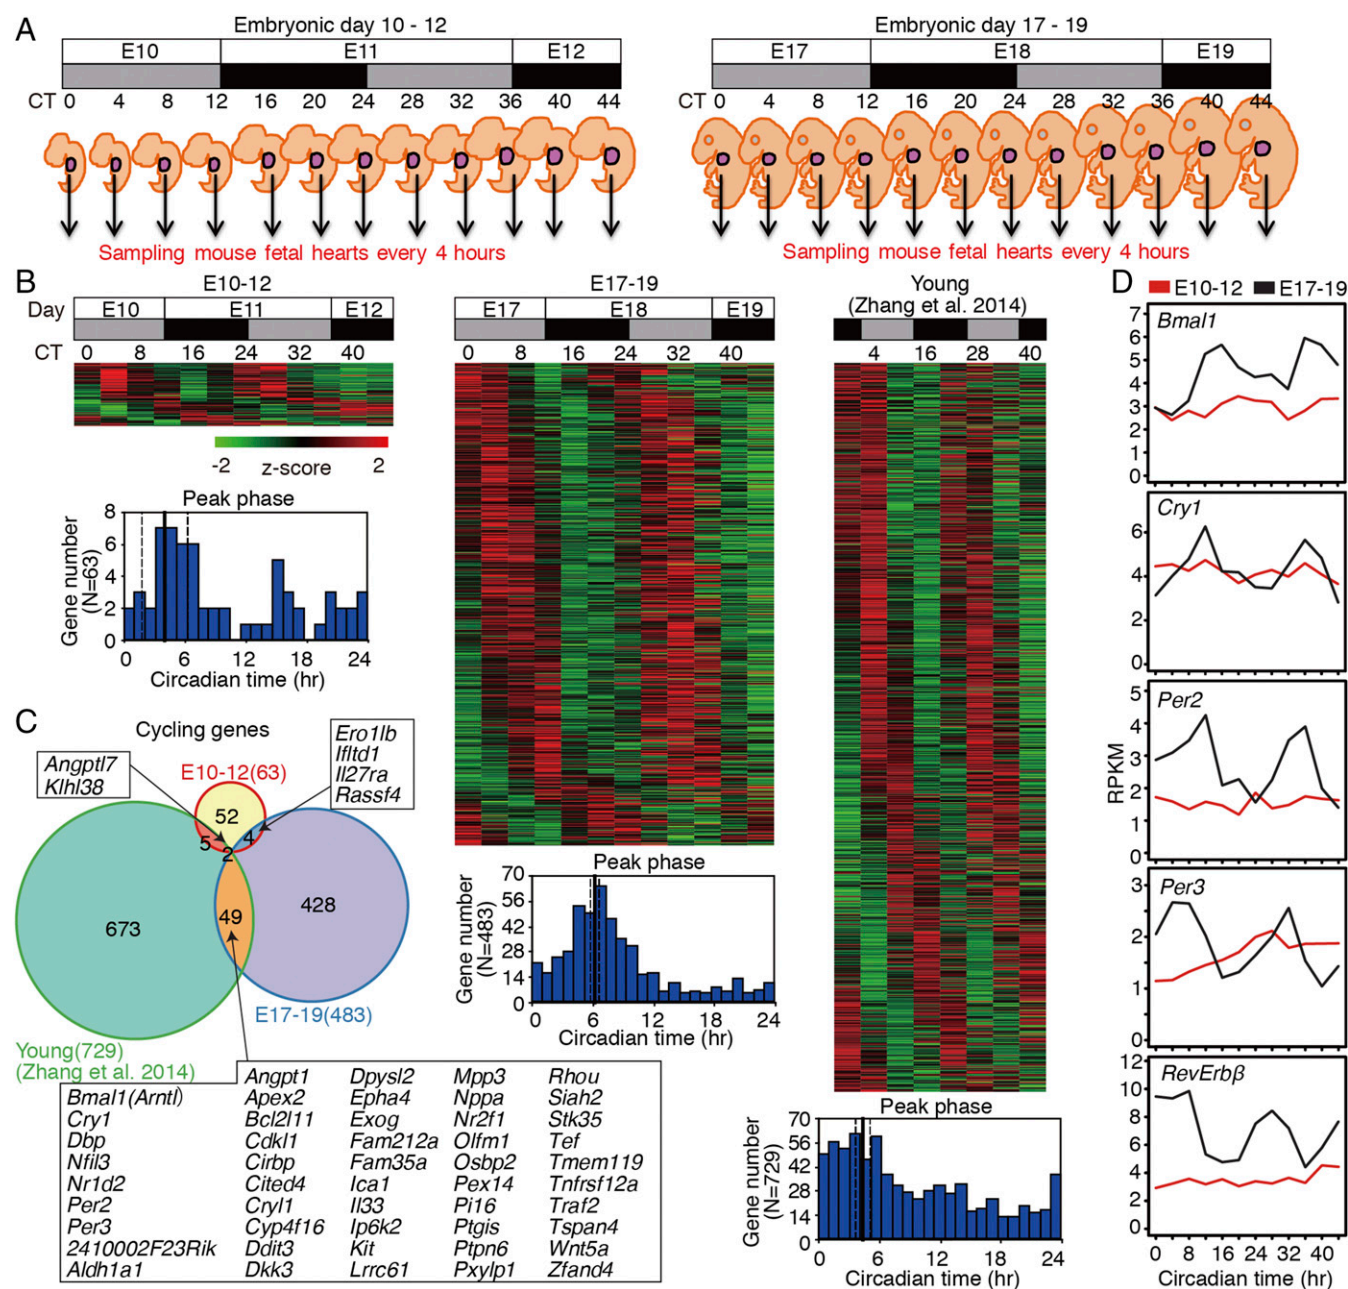 A
Embryonic day 10 - 12
E10 E11 E12
CT 0 4 8 12 16 20 24 28 32 36 40 44
Sampling mouse fetal hearts every 4 hours
Embryonic day 17 - 19
E17 E18 E19
CT 0 4 8 12 16 20 24 28 32 36 40 44
Sampling mouse fetal hearts every 4 hours
B
E10-12
Day E10 E11 E12
CT 0 8 16 24 32 40
-2 z-score 2
Peak phase
Gene number
(N=63)
8
6
4
2
0
0 6 12 18 24
Circadian time (hr)
E17-19
E17 E18 E19
0 8 16 24 32 40
Peak phase
Gene number
(N=483)
70
56
42
28
14
0
0 6 12 18 24
Circadian time (hr)
Young
(Zhang et al. 2014)
4 16 28 40
Peak phase
Gene number
(N=729)
70
56
42
28
14
0
0 6 12 18 24
Circadian time (hr)
C
Cycling genes
Angptl7
Klhl38
E10-12(63)
Ero1lb
Ifltd1
Il27ra
Rassf4
52
5
4
2
49
673
428
E17-19(483)
Young(729)
(Zhang et al. 2014)
Bmal1(Arntl)
Cry1
Dbp
Nfil3
Nr1d2
Per2
Per3
2410002F23Rik
Aldh1a1
Angpt1
Apex2
Bcl2l11
Cdkl1
Cirbp
Cited4
Cryl1
Cyp4f16
Ddit3
Dkk3
Dpysl2
Epha4
Exog
Fam212a
Fam35a
Ica1
Il33
Ip6k2
Kit
Lrrc61
Mpp3
Nppa
Nr2f1
Olfm1
Osbp2
Pex14
Pi16
Ptgis
Ptpn6
Pxylp1
Rhou
Siah2
Stk35
Tef
Tmem119
Tnfrsf12a
Traf2
Tspan4
Wnt5a
Zfand4
D
E10-12 E17-19
RPKM
Bmal1
7
6
5
4
3
2
1
0
Cry1
6
4
2
0
Per2
5
4
3
2
1
0
Per3
3
2
1
0
RevErbβ
12
10
8
6
4
2
0
0 8 16 24 32 40
Circadian time (hr)